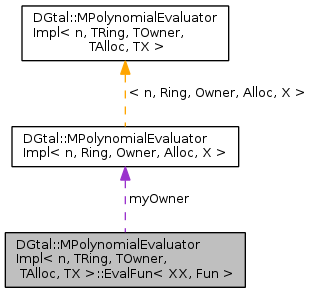 DGtal::MPolynomialEvaluator
Impl< n, TRing, TOwner,
TAlloc, TX >
< n, Ring, Owner, Alloc, X >
DGtal::MPolynomialEvaluator
Impl< n, Ring, Owner, Alloc, X >
myOwner
DGtal::MPolynomialEvaluator
Impl< n, TRing, TOwner,
TAlloc, TX >::EvalFun< XX, Fun >